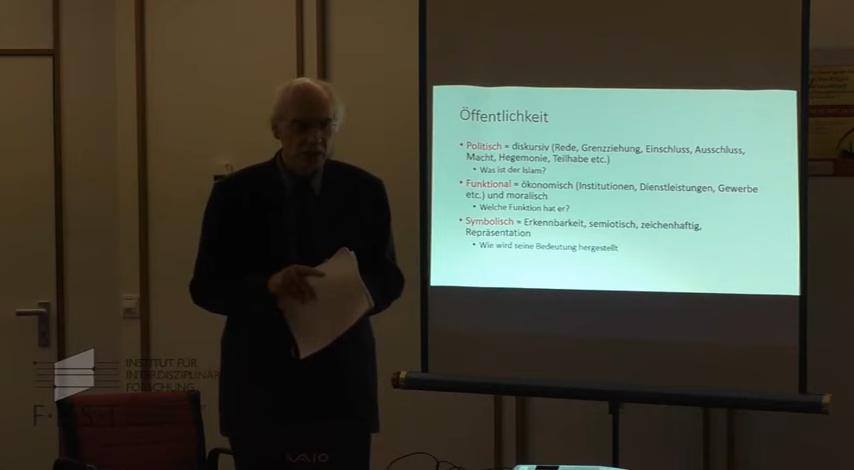 Öffentlichkeit
• Politisch = diskursiv (Rede, Grenzziehung, Einschluss, Ausschluss,
Macht, Hegemonie, Teilhabe etc.)
• Was ist der Islam?
• Funktional = ökonomisch (Institutionen, Dienstleistungen, Gewerbe
etc.) und moralisch
• Welche Funktion hat er?
• Symbolisch = Erkennbarkeit, semiotisch, zeichenhaftig,
Repräsentation
• Wie wird seine Bedeutung hergestellt
INSTITUT FÜR
INTERDISZIPLINÄRE
FORSCHUNG
F·E·S·T
VAIO